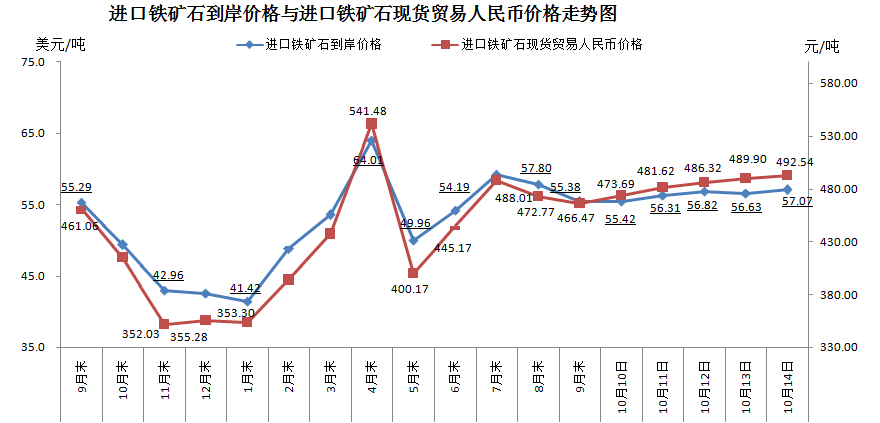 进口铁矿石到岸价格与进口铁矿石现货贸易人民币价格走势图
美元/吨
进口铁矿石到岸价格
进口铁矿石现货贸易人民币价格
元/吨
75.0
65.0
55.0
45.0
35.0
580.00
530.00
480.00
430.00
380.00
330.00
55.29
42.96
41.42
64.01
49.96
54.19
57.80
55.38
55.42
56.31
56.82
56.63
57.07
461.06
352.03
355.28
353.30
541.48
400.17
445.17
488.01
472.77
466.47
473.69
481.62
486.32
489.90
492.54
9月末
10月末
11月末
12月末
1月末
2月末
3月末
4月末
5月末
6月末
7月末
8月末
9月末
10月10日
10月11日
10月12日
10月13日
10月14日